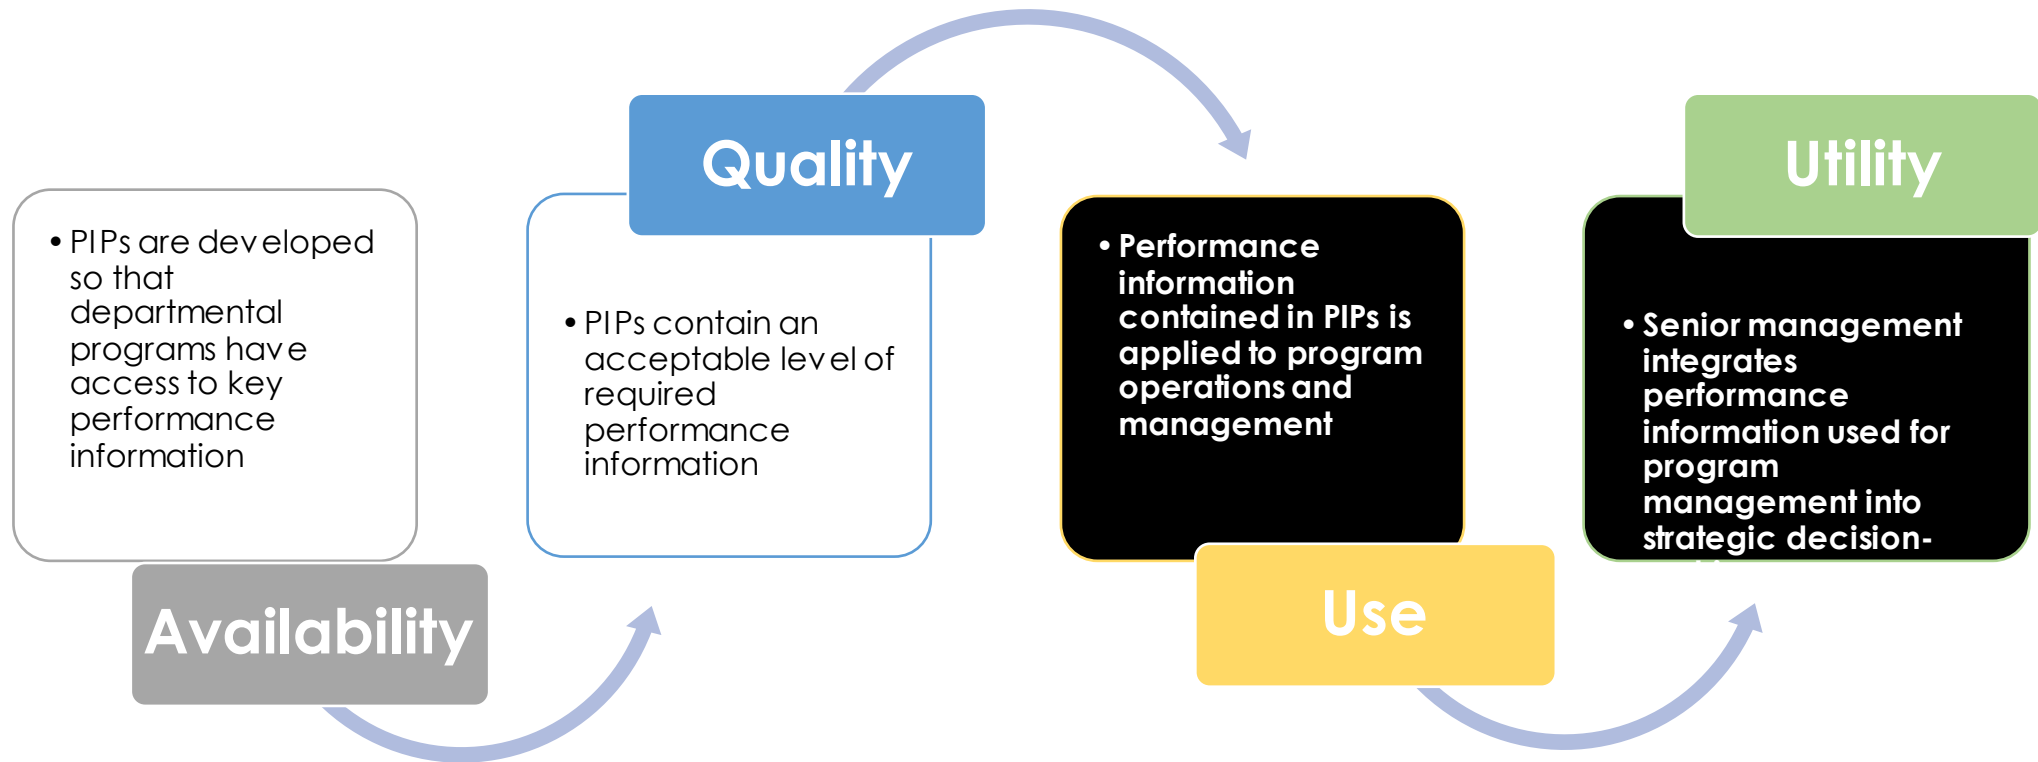 • PIPs are developed
so that
departmental
programs have
access to key
performance
information
Availability
Quality
• PIPs contain an
acceptable level of
required
performance
information
• Performance
information
contained in PIPs is
applied to program
operations and
management
Use
Utility
• Senior management
integrates
performance
information used for
program
management into
strategic decision-